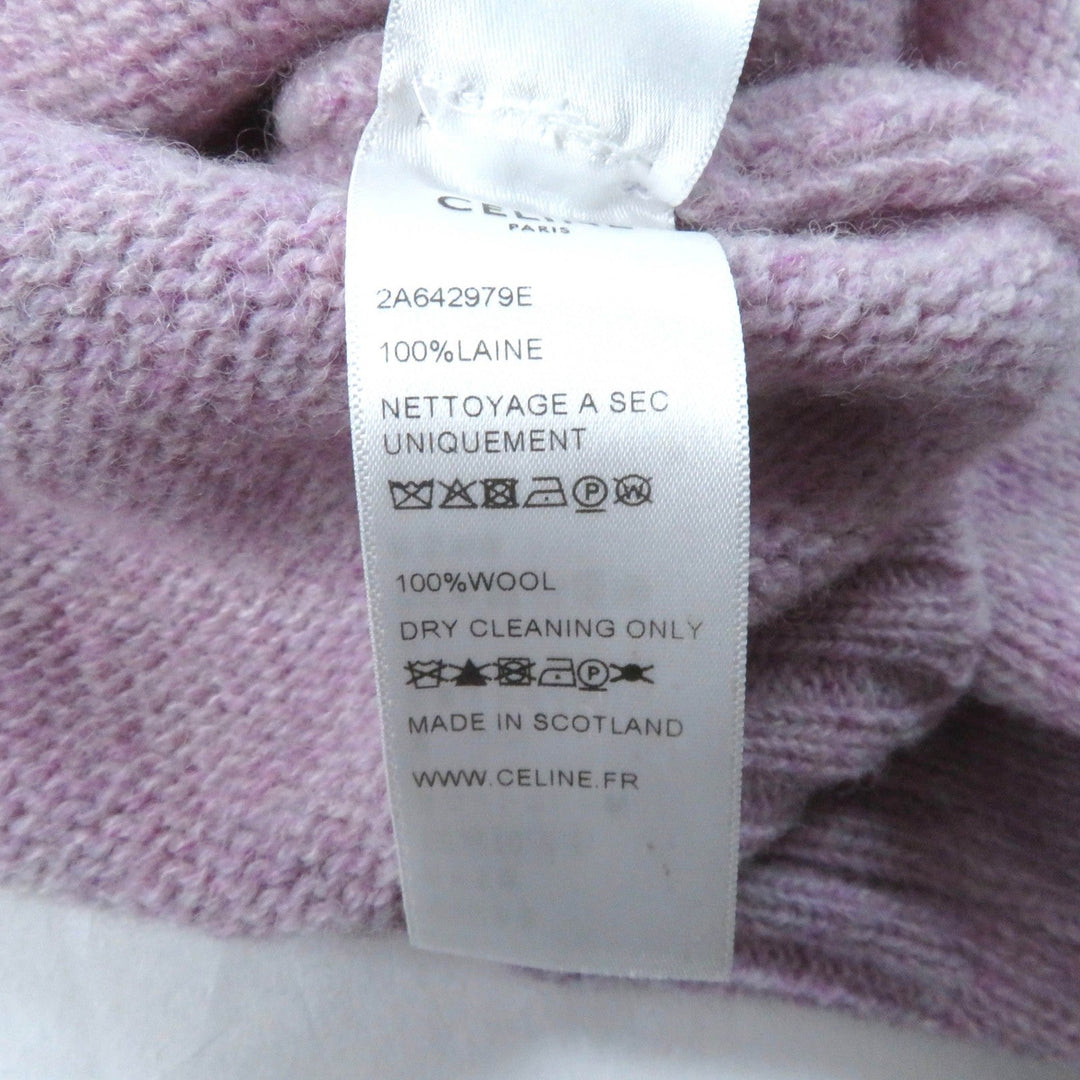 CELINE
PARIS
2A642979E
100%LAINE
NETTOYAGE A SEC
UNIQUEMENT
P W
100%WOOL
DRY CLEANING ONLY
P
MADE IN SCOTLAND
WWW.CELINE.FR